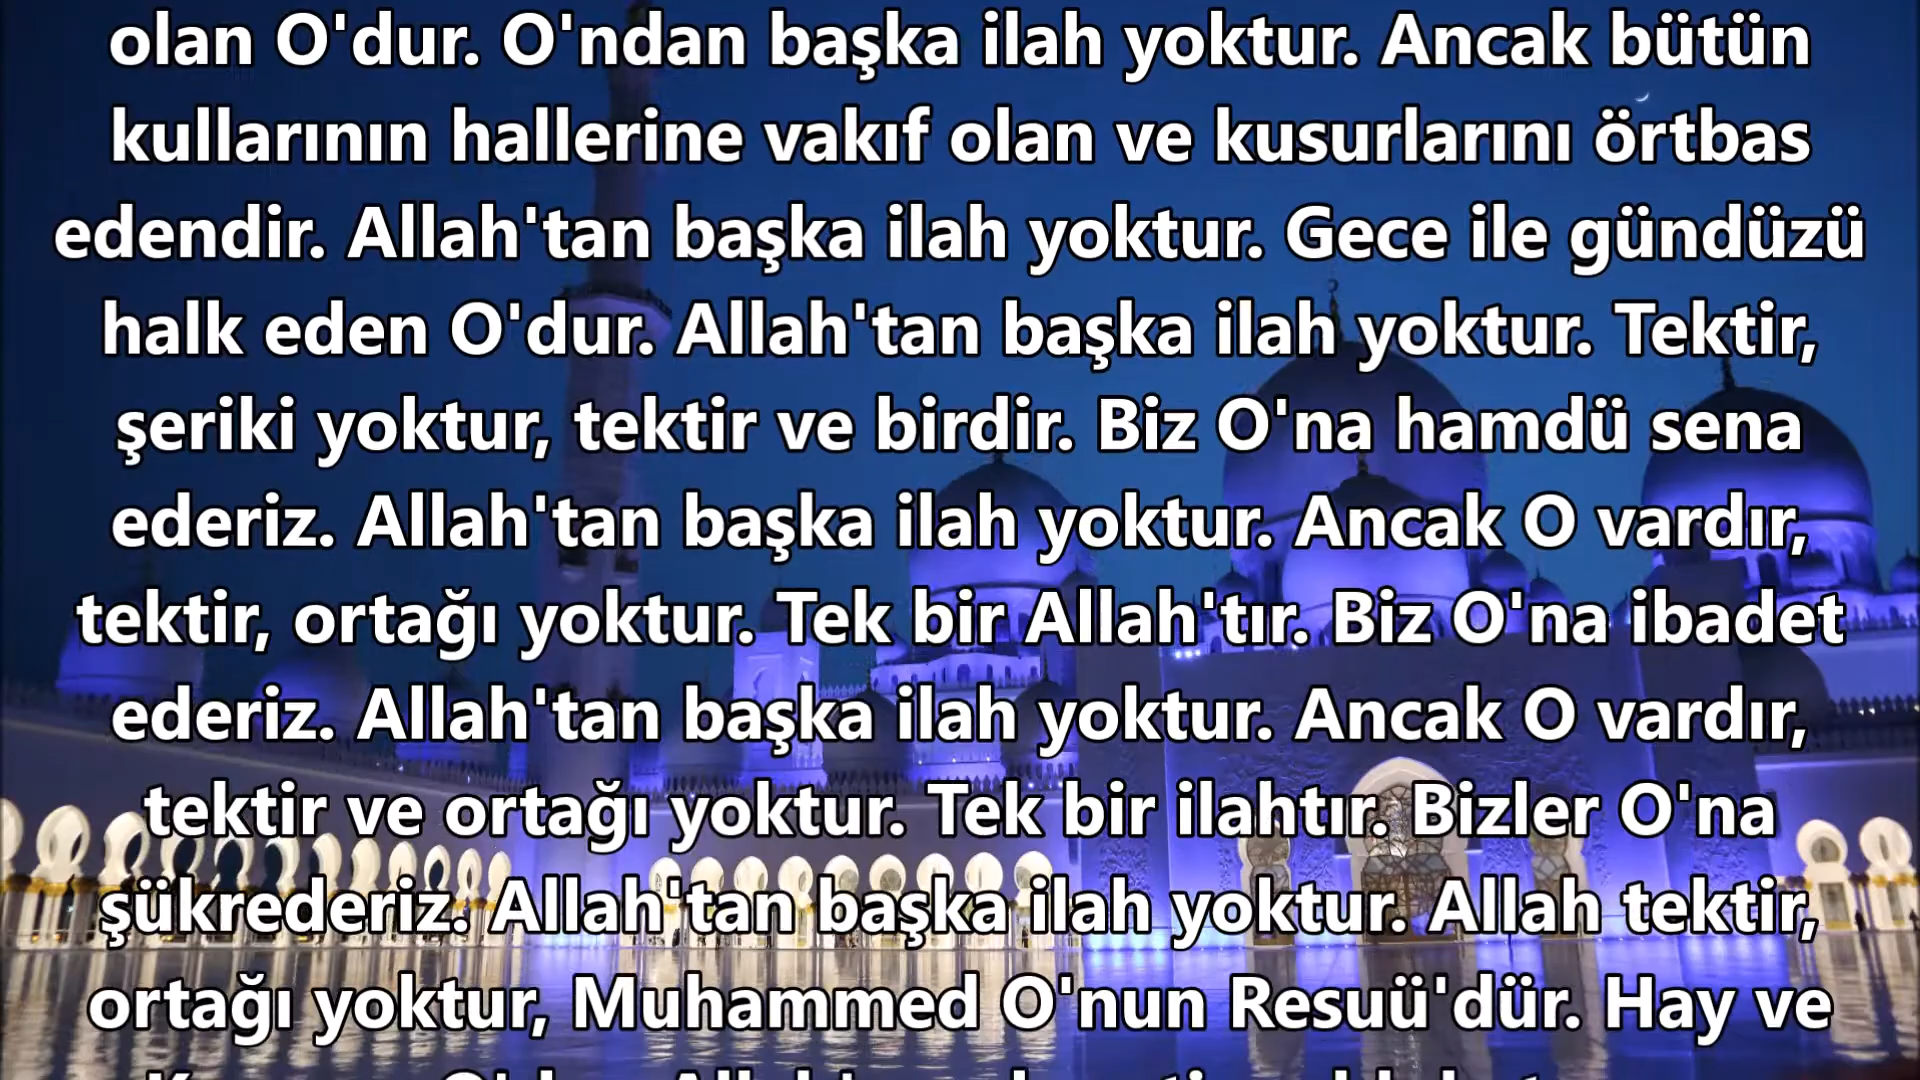 olan O'dur. O'ndan başka ilah yoktur. Ancak bütün
kullarının hallerine vakıf olan ve kusurlarını örtbas
edendir. Allah'tan başka ilah yoktur. Gece ile gündüzü
halk eden O'dur. Allah'tan başka ilah yoktur. Tektir,
şeriki yoktur, tektir ve birdir. Biz O'na hamdü sena
ederiz. Allah'tan başka ilah yoktur. Ancak O vardır,
tektir, ortağı yoktur. Tek bir Allah'tır. Biz O'na ibadet
ederiz. Allah'tan başka ilah yoktur. Ancak O vardır,
tektir ve ortağı yoktur. Tek bir ilahtır. Bizler O'na
şükrederiz. Allah'tan başka ilah yoktur. Allah tektir,
ortağı yoktur, Muhammed O'nun Resuü'dür. Hay ve